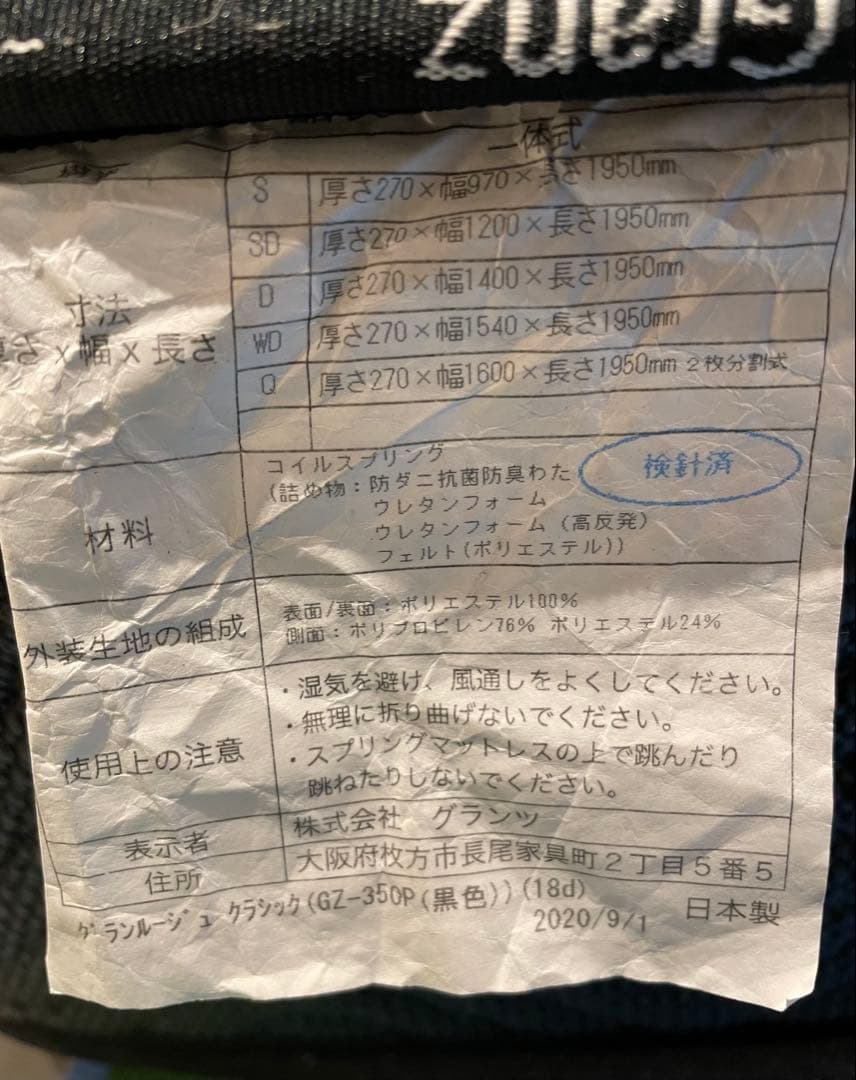 Granz
一体式
S 厚さ270×幅970×長さ1950mm
SD 厚さ270×幅1200×長さ1950mm
D 厚さ270×幅1400×長さ1950mm
寸法
厚さx幅x長さ
WD 厚さ270×幅1540×長さ1950mm
Q 厚さ270×幅1600×長さ1950mm 2枚分割式
材料
コイルスプリング
(詰め物:防ダニ抗菌防臭わた
ウレタンフォーム
ウレタンフォーム(高反発)
フェルト(ポリエステル))
検針済
外装生地の組成
表面/裏面:ポリエステル100%
側面:ポリプロピレン76% ポリエステル24%
使用上の注意
・湿気を避け、風通しをよくしてください。
・無理に折り曲げないでください。
・スプリングマットレスの上で跳んだり
跳ねたりしないでください。
表示者 株式会社 グランツ
住所 大阪府枚方市長尾家具町2丁目5番5
グランルージュ クラシック(GZ-350P(黒色))(18d)
2020/9/1 日本製